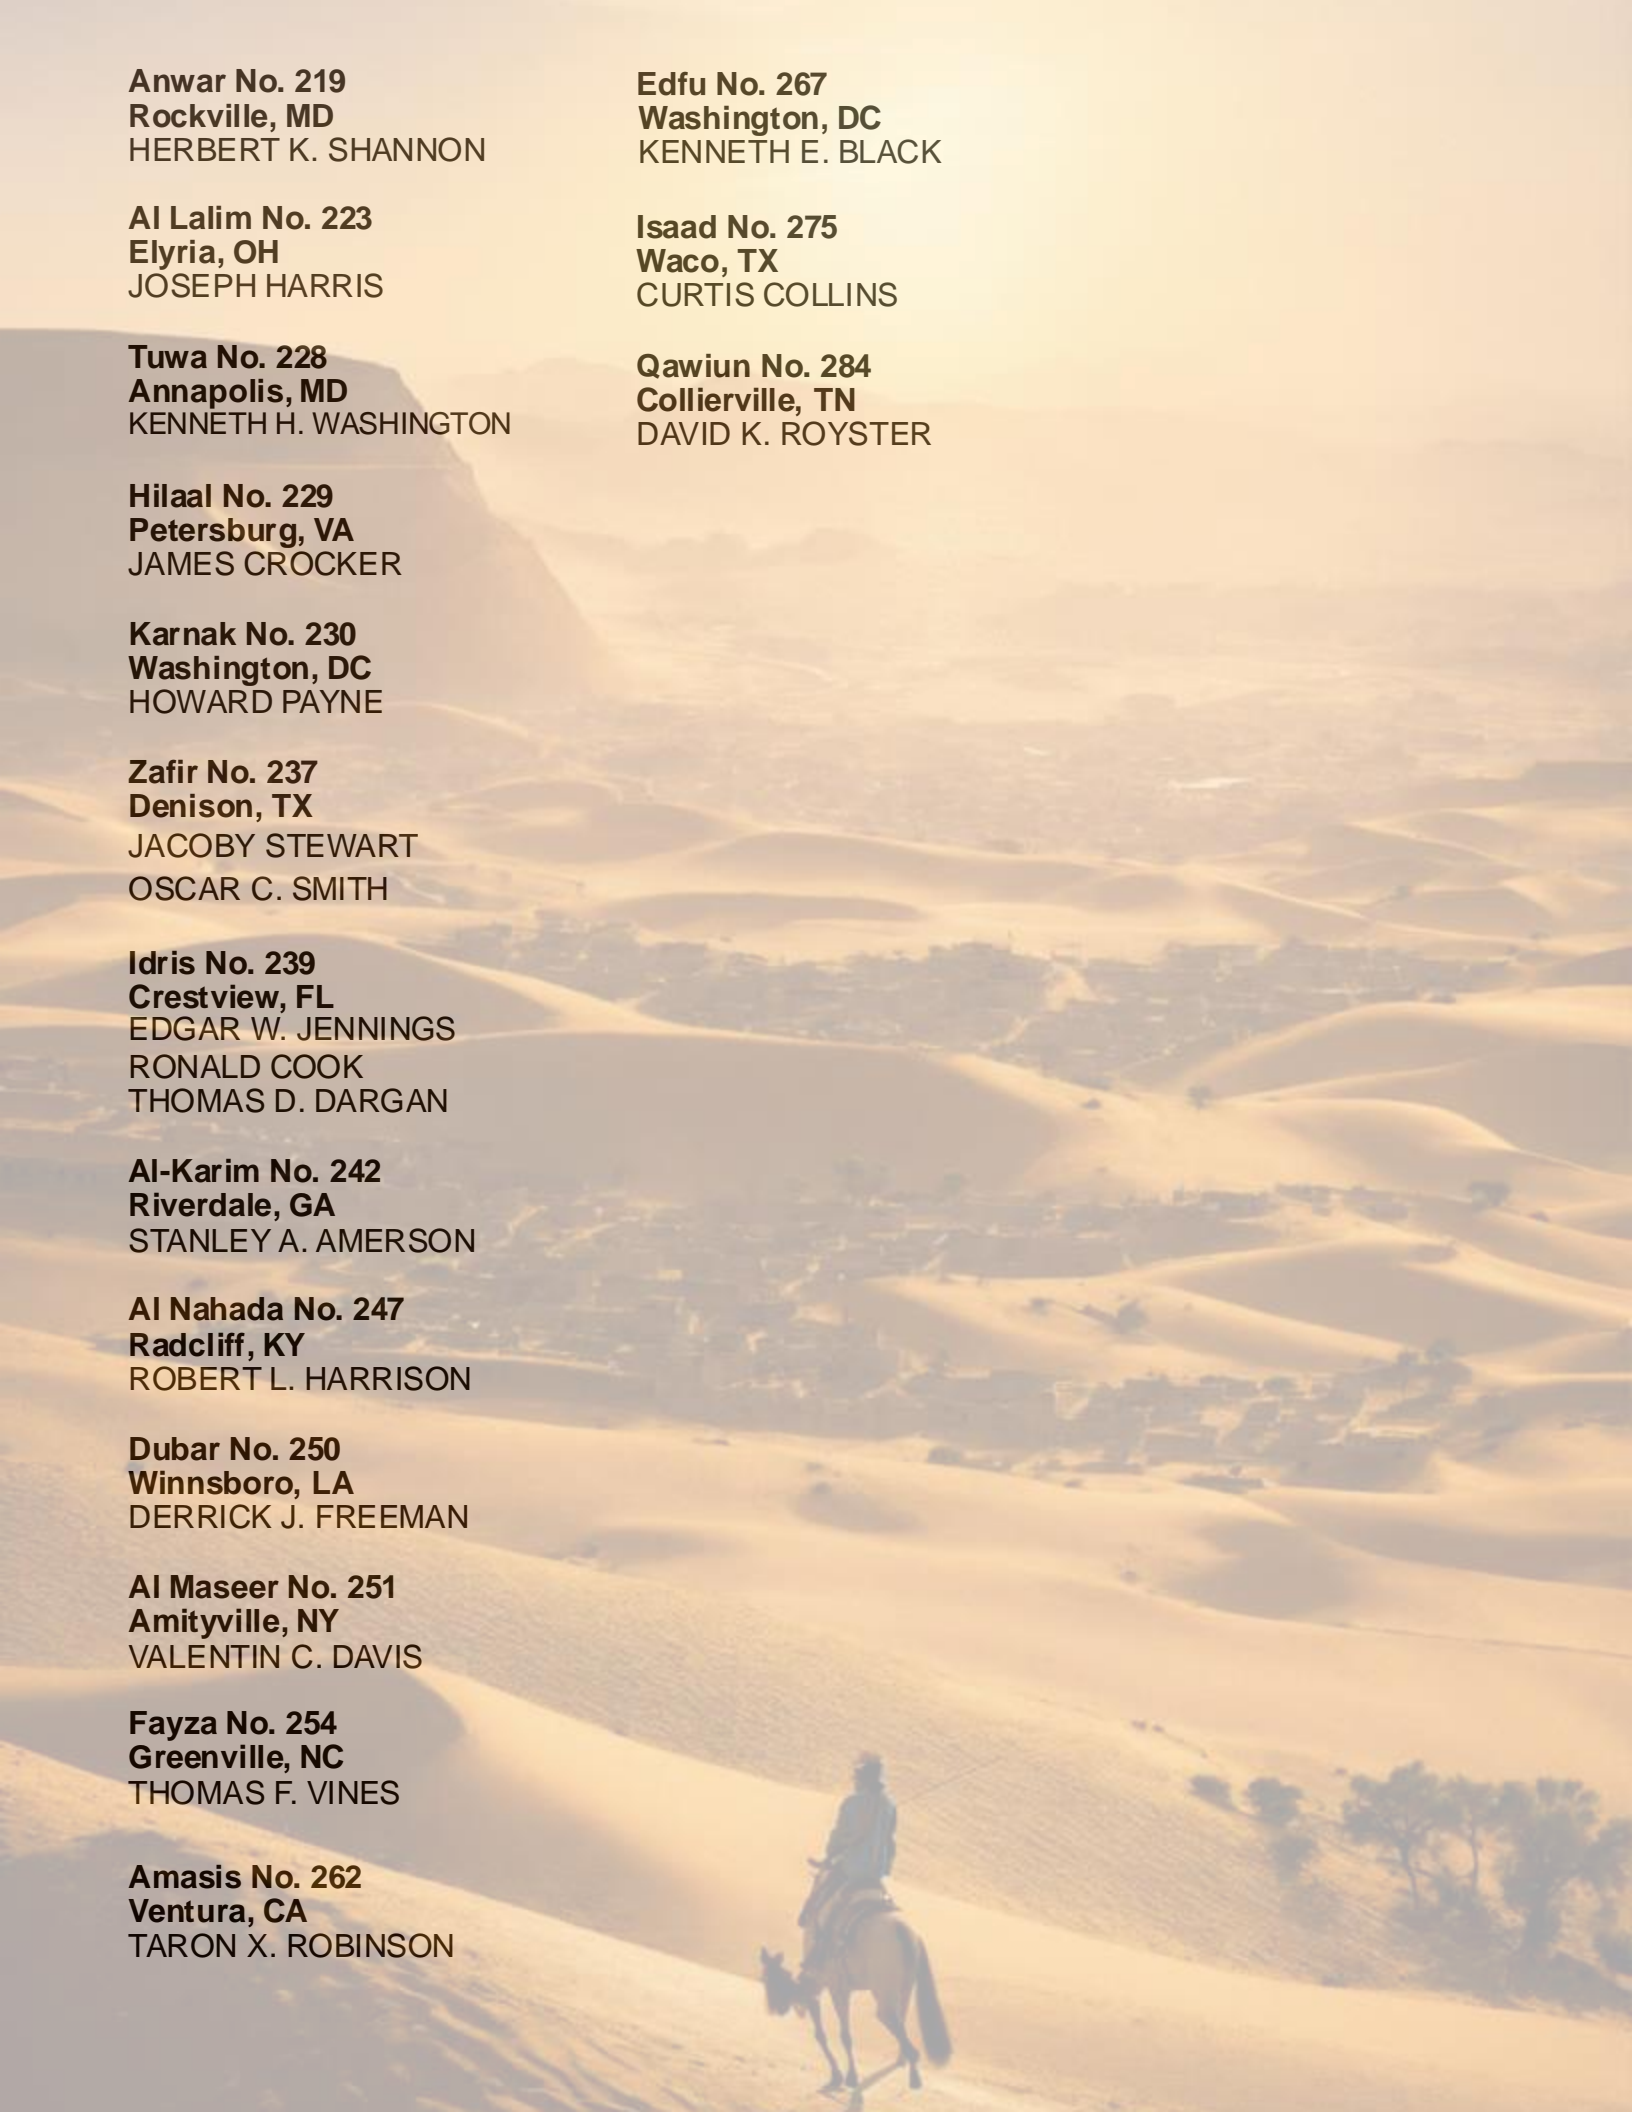 Anwar No. 219
Rockville, MD
HERBERT K. SHANNON
Al Lalim No. 223
Elyria, OH
JOSEPH HARRIS
Tuwa No. 228
Annapolis, MD
KENNETH H. WASHINGTON
Hilaal No. 229
Petersburg, VA
JAMES CROCKER
Karnak No. 230
Washington, DC
HOWARD PAYNE
Zafir No. 237
Denison, TX
JACOBY STEWART
OSCAR C. SMITH
Idris No. 239
Crestview, FL
EDGAR W. JENNINGS
RONALD COOK
THOMAS D. DARGAN
Al-Karim No. 242
Riverdale, GA
STANLEY A. AMERSON
Al Nahada No. 247
Radcliff, KY
ROBERT L. HARRISON
Dubar No. 250
Winnsboro, LA
DERRICK J. FREEMAN
Al Maseer No. 251
Amityville, NY
VALENTIN C. DAVIS
Fayza No. 254
Greenville, NC
THOMAS F. VINES
Amasis No. 262
Ventura, CA
TARON X. ROBINSON
Edfu No. 267
Washington, DC
KENNETH E. BLACK
Isaad No. 275
Waco, TX
CURTIS COLLINS
Qawiun No. 284
Collierville, TN
DAVID K. ROYSTER